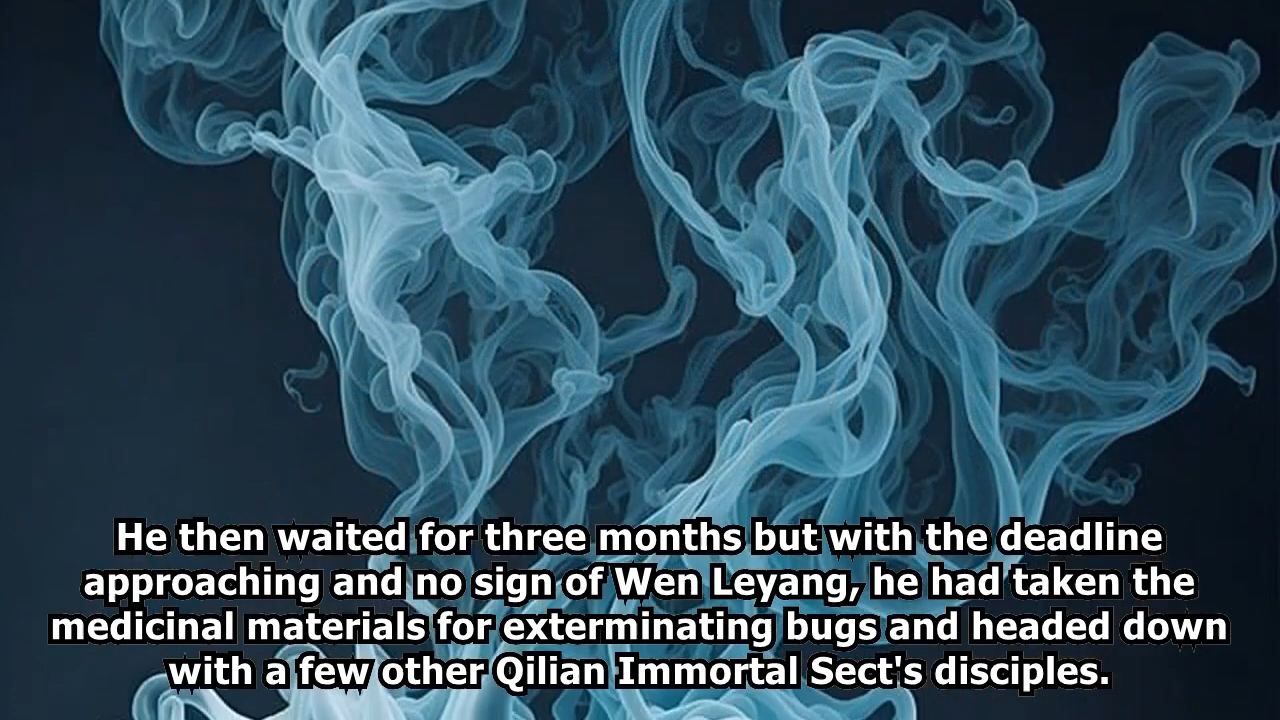 He then waited for three months but with the deadline
approaching and no sign of Wen Leyang, he had taken the
medicinal materials for exterminating bugs and headed down
with a few other Qilian Immortal Sect's disciples.